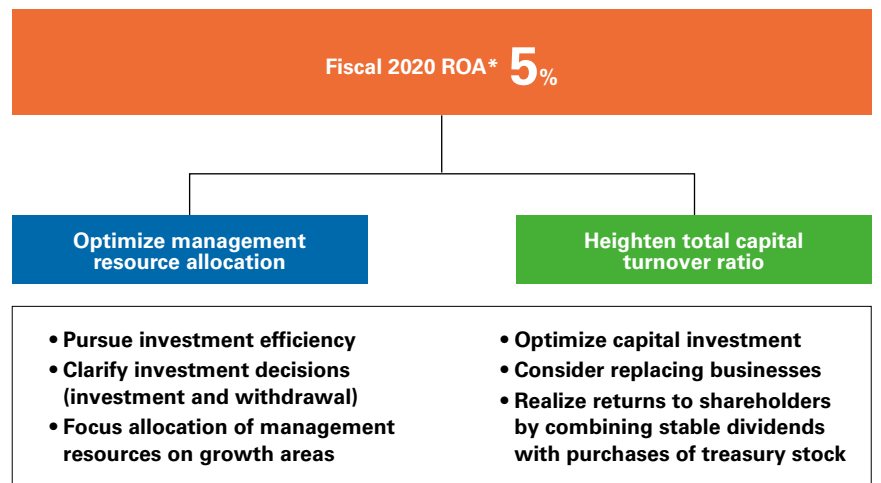 Fiscal 2020 ROA* 5%
Optimize management
resource allocation
Heighten total capital
turnover ratio
• Pursue investment efficiency
• Clarify investment decisions
(investment and withdrawal)
• Focus allocation of management
resources on growth areas
• Optimize capital investment
• Consider replacing businesses
• Realize returns to shareholders
by combining stable dividends
with purchases of treasury stock